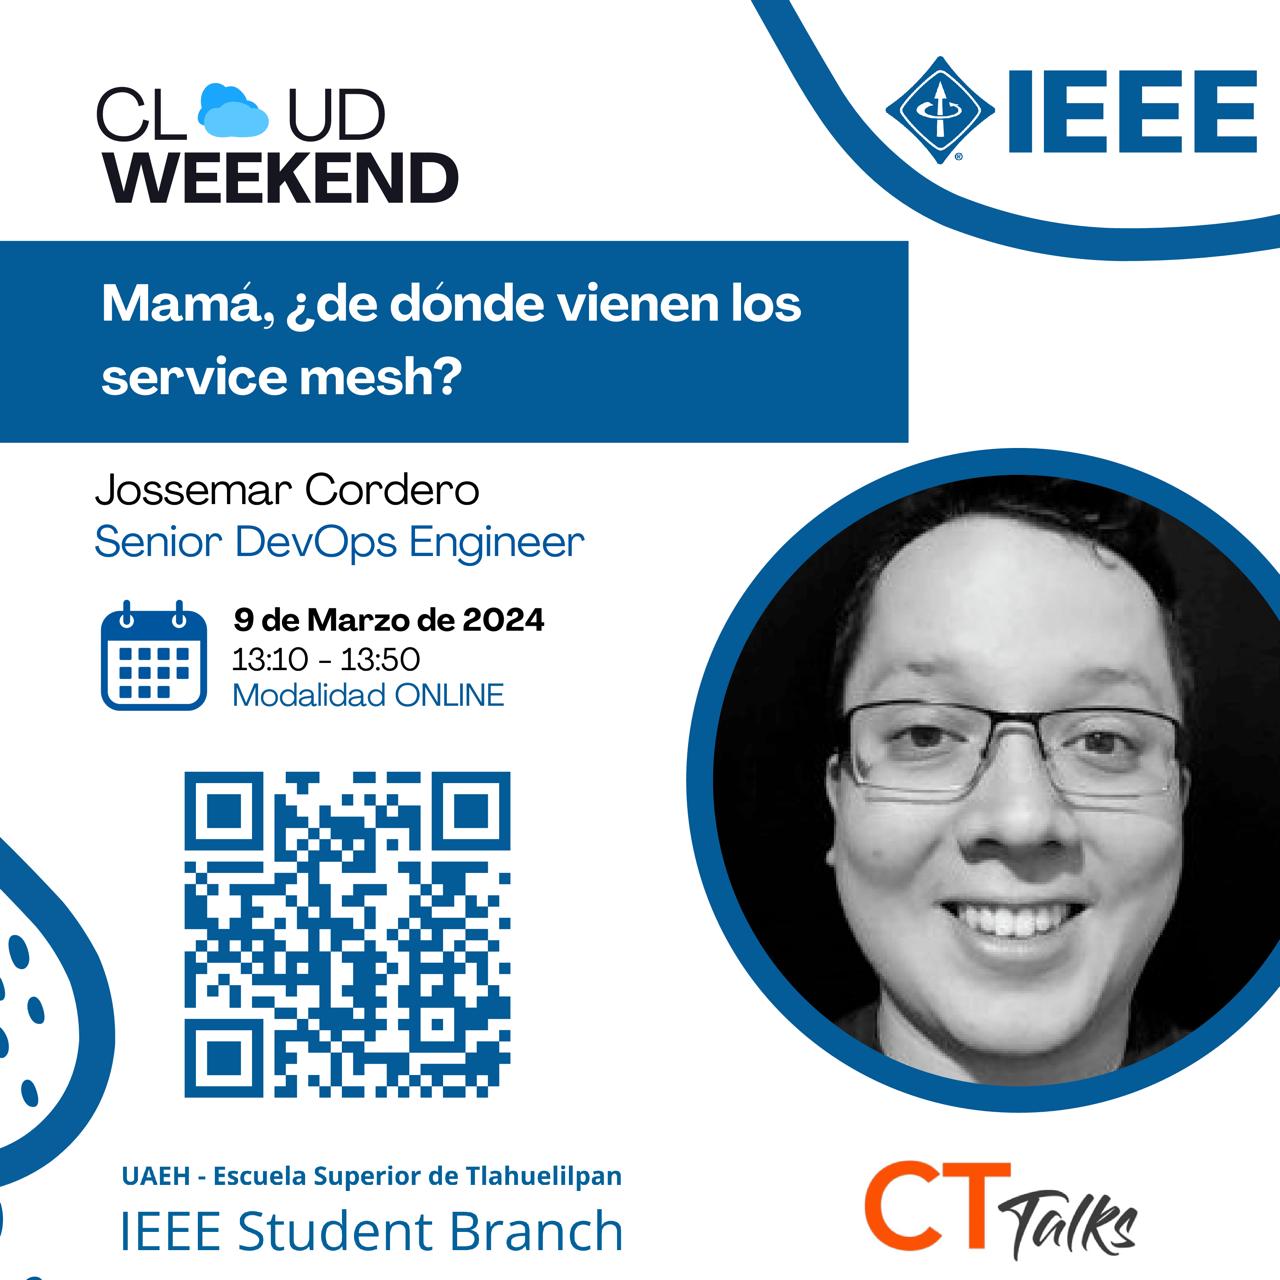 CLOUD
WEEKEND
IEEE
Mamá, ¿de dónde vienen los
service mesh?
Jossemar Cordero
Senior DevOps Engineer
9 de Marzo de 2024
13:10 - 13:50
Modalidad ONLINE
UAEH - Escuela Superior de Tlahuelilpan
IEEE Student Branch
CT Talks